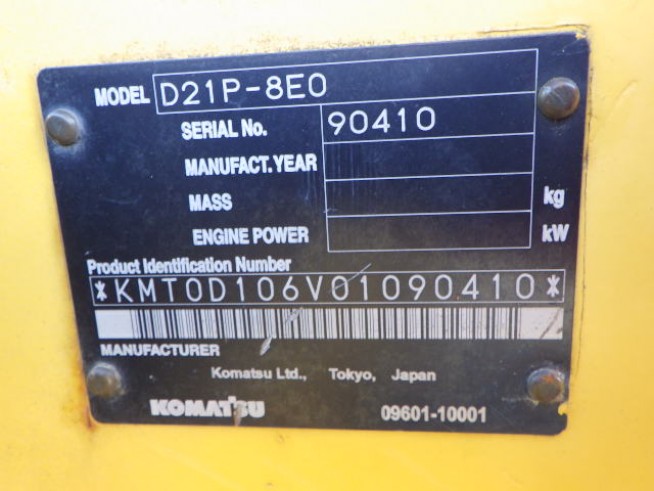 MODEL D21P-8E0
SERIAL No. 90410
MANUFACT.YEAR
MASS kg
ENGINE POWER kW
Product Identification Number
*KMT0D106V01090410*
MANUFACTURER
Komatsu Ltd., Tokyo, Japan
KOMATSU 09601-10001